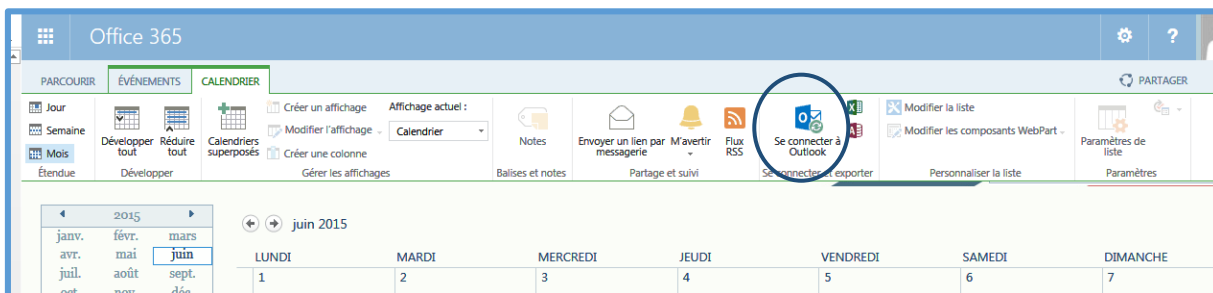 Office 365
?
PARCOURIR ÉVÉNEMENTS CALENDRIER PARTAGER
Jour
Semaine
Mois
Étendue
Développer tout
Réduire tout
Développer
Calendriers superposés
Créer un affichage
Modifier l'affichage
Créer une colonne
Affichage actuel :
Calendrier
Gérer les affichages
Notes
Balises et notes
Envoyer un lien par messagerie
M'avertir
Flux RSS
Partage et suivi
Se connecter à Outlook
Se connecter et exporter
Modifier la liste
Modifier les composants WebPart
Personnaliser la liste
Paramètres de liste
Paramètres
2015
janv. févr. mars
avr. mai juin
juil. août sept.
oct. nov. déc.
juin 2015
LUNDI MARDI MERCREDI JEUDI VENDREDI SAMEDI DIMANCHE
1 2 3 4 5 6 7